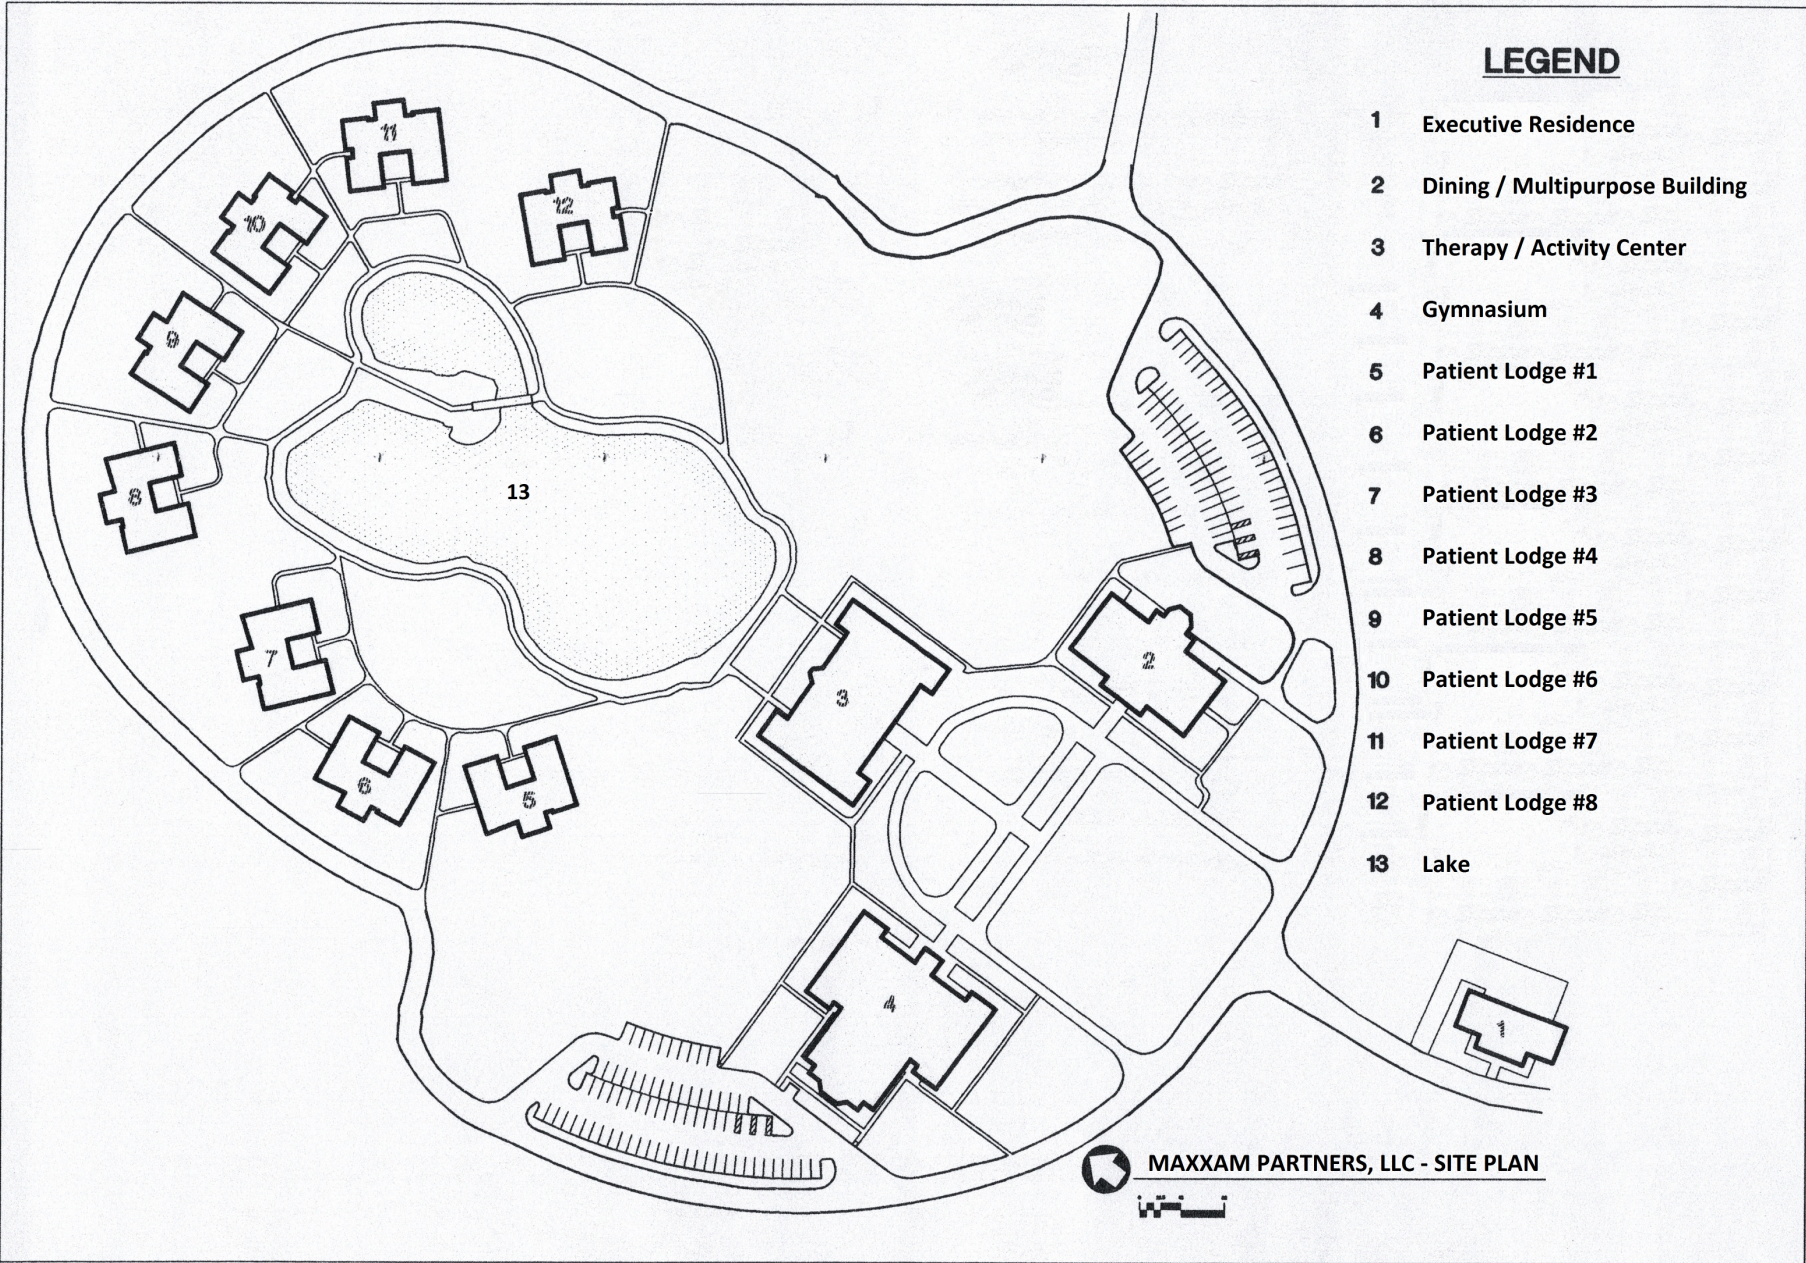 LEGEND
1 Executive Residence
2 Dining / Multipurpose Building
3 Therapy / Activity Center
4 Gymnasium
5 Patient Lodge #1
6 Patient Lodge #2
7 Patient Lodge #3
8 Patient Lodge #4
9 Patient Lodge #5
10 Patient Lodge #6
11 Patient Lodge #7
12 Patient Lodge #8
13 Lake
11
12
10
9
8
13
7
6
5
3
2
4
1
MAXXAM PARTNERS, LLC - SITE PLAN